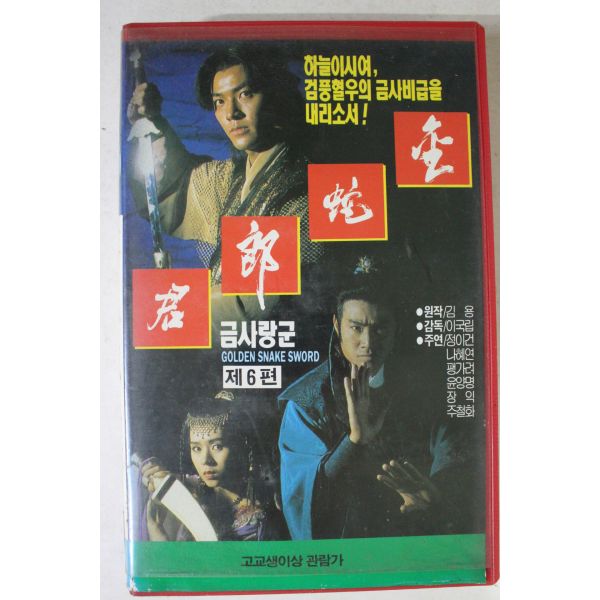 하늘이시여,
검풍혈우의 금사비급을
내리소서!
金
蛇
郎
君
금사랑군
GOLDEN SNAKE SWORD
제6편
●원작/김 용
●감독/이국립
●주연/정이건
나혜연
평가려
윤양명
장 익
주철화
고교생이상 관람가